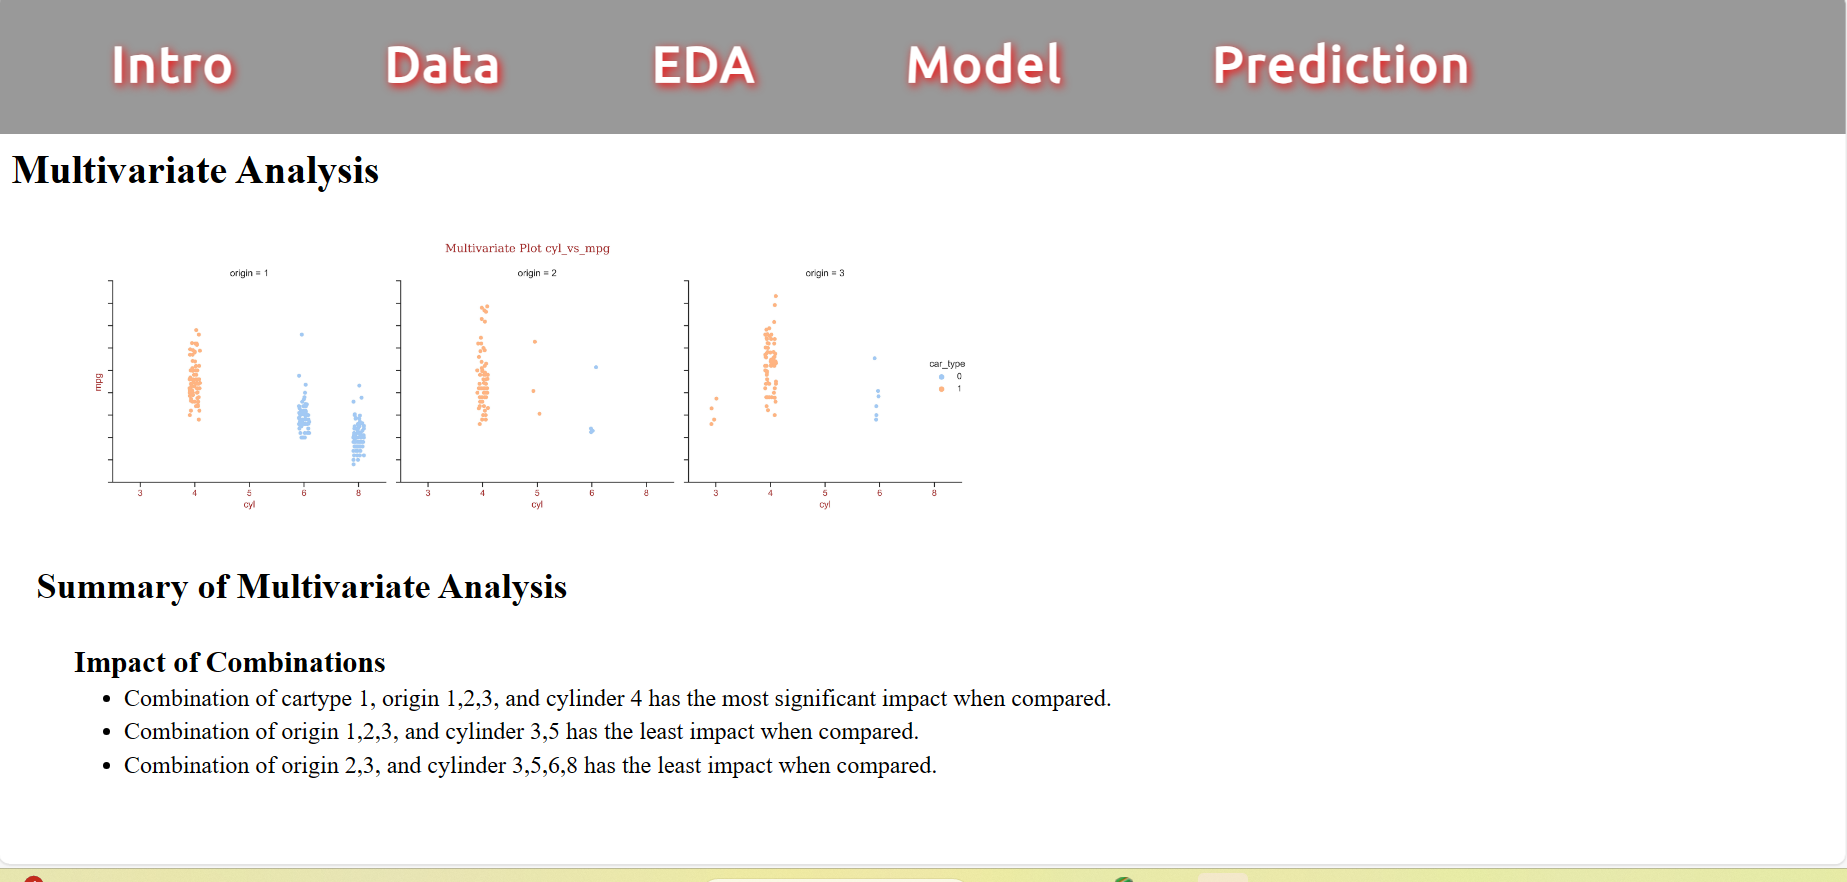 Intro Data EDA Model Prediction
Multivariate Analysis
Multivariate Plot cyl_vs_mpg
origin = 1 origin = 2 origin = 3
mpg
car_type
0
1
3 4 5 6 8 3 4 5 6 8 3 4 5 6 8
cyl cyl cyl
Summary of Multivariate Analysis
Impact of Combinations
• Combination of cartype 1, origin 1,2,3, and cylinder 4 has the most significant impact when compared.
• Combination of origin 1,2,3, and cylinder 3,5 has the least impact when compared.
• Combination of origin 2,3, and cylinder 3,5,6,8 has the least impact when compared.